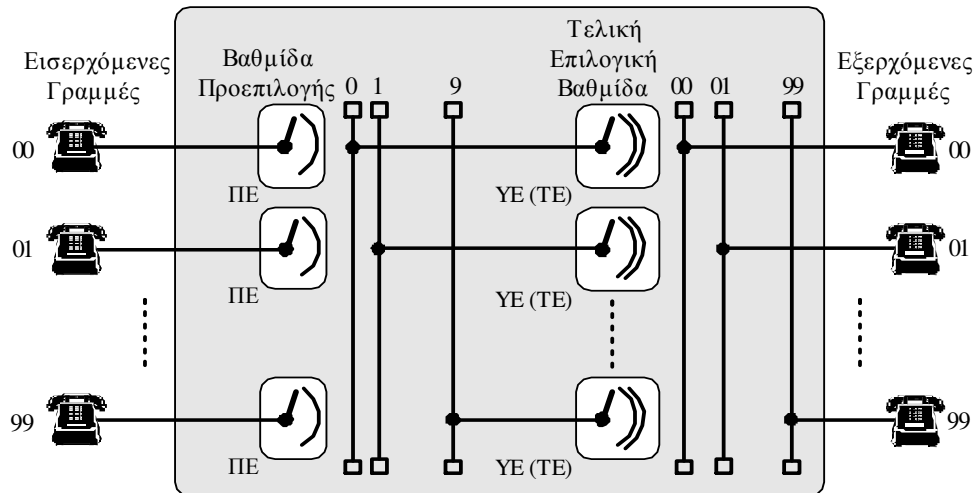 Εισερχόμενες
Γραμμές
Βαθμίδα
Προεπιλογής
0 1 9
Τελική
Επιλογική
Βαθμίδα
00 01 99
Εξερχόμενες
Γραμμές
00
ΠΕ
ΥΕ (ΤΕ)
00
01
ΠΕ
ΥΕ (ΤΕ)
01
99
ΠΕ
ΥΕ (ΤΕ)
99